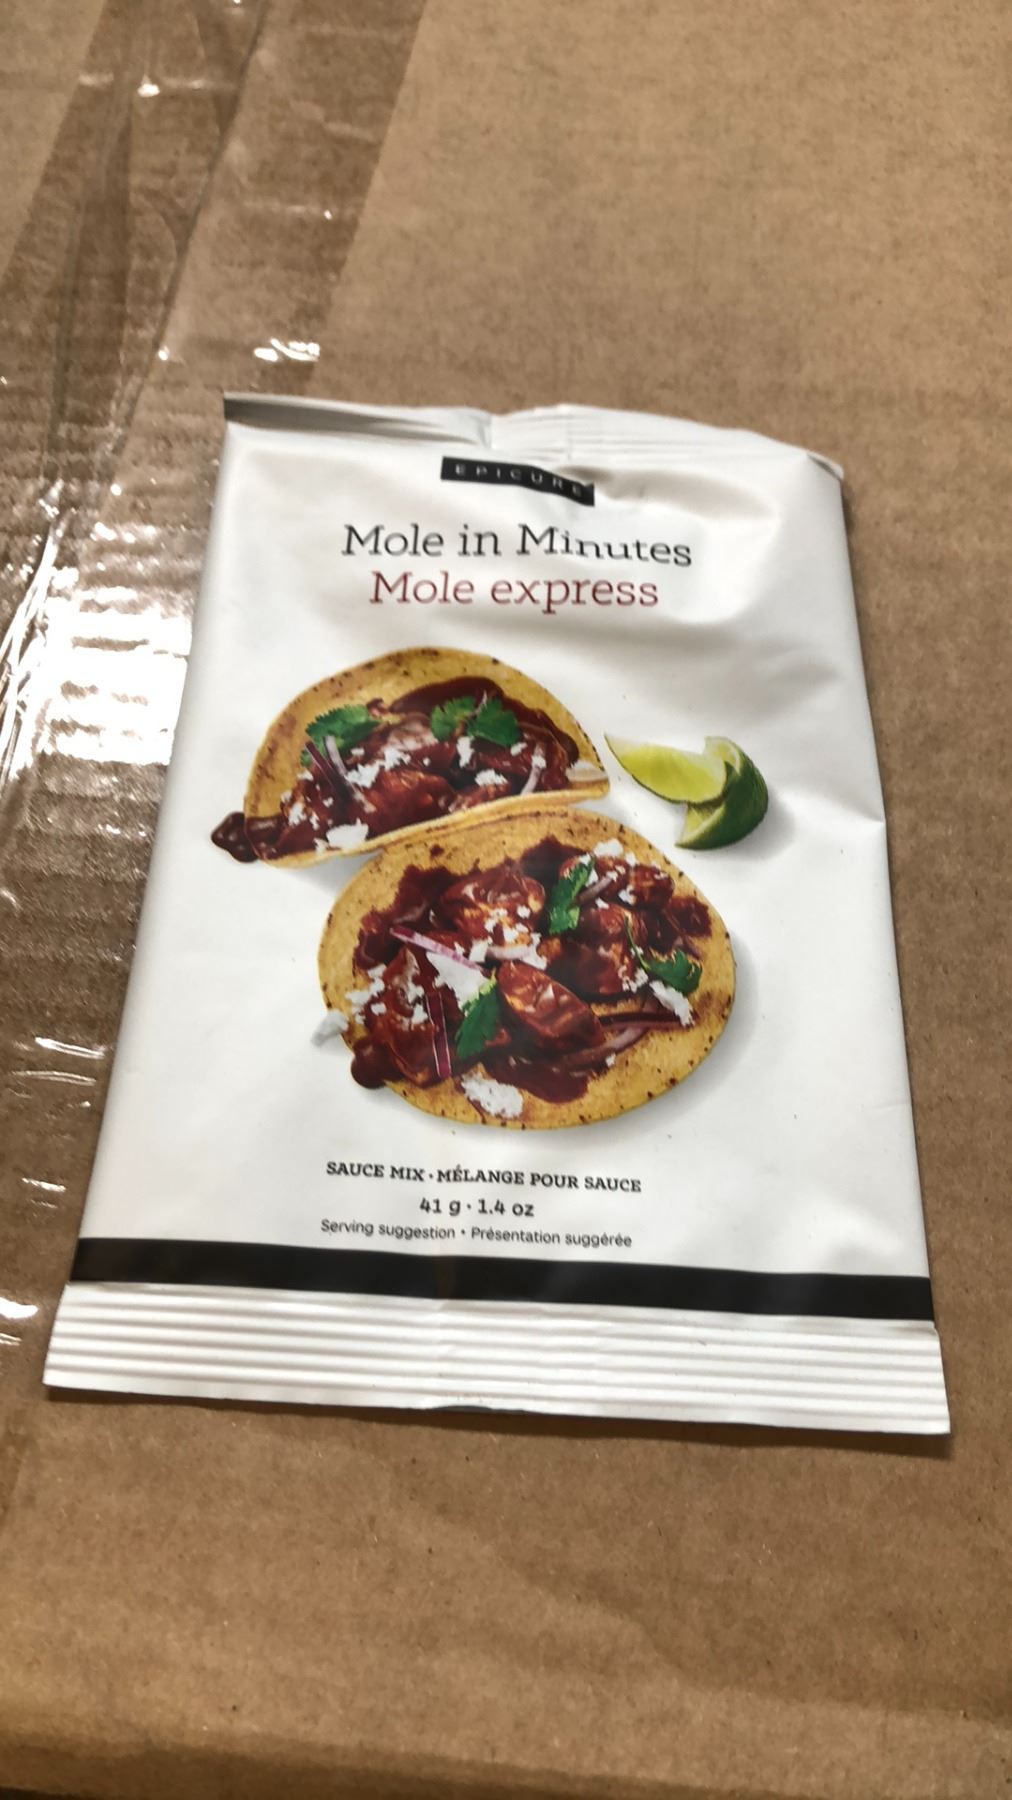 EPICURE
Mole in Minutes
Mole express
SAUCE MIX · MÉLANGE POUR SAUCE
41 g · 1.4 oz
Serving suggestion • Présentation suggérée